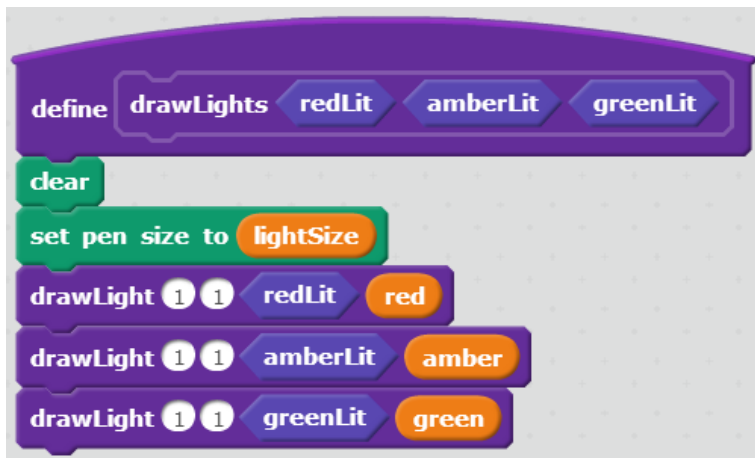 define drawLights redLit amberLit greenLit
clear
set pen size to lightSize
drawLight 1 1 redLit red
drawLight 1 1 amberLit amber
drawLight 1 1 greenLit green